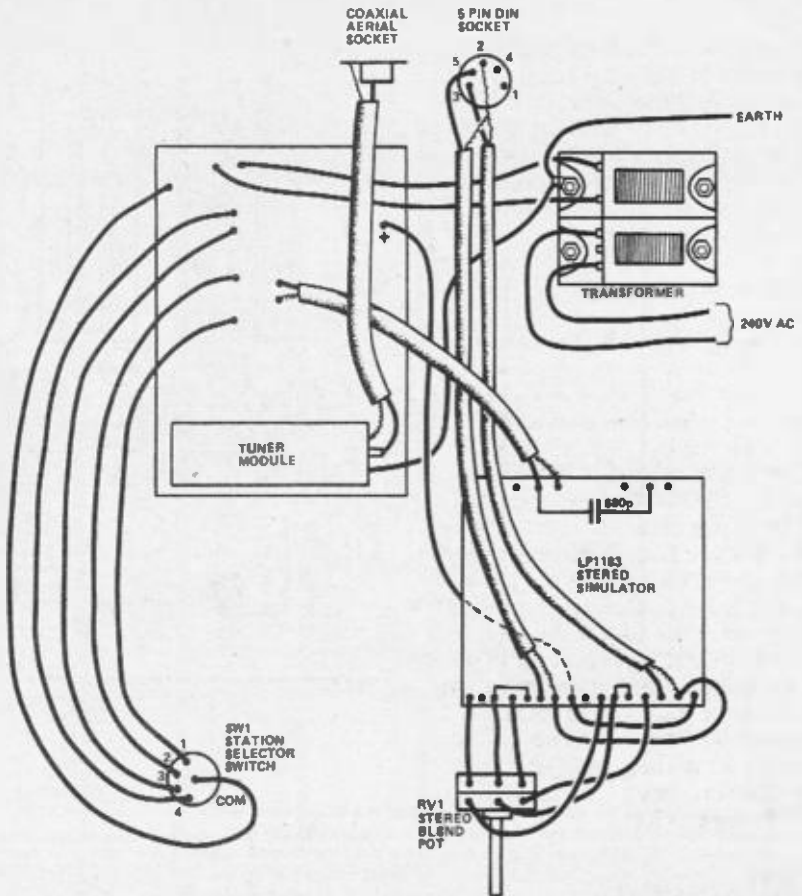 COAXIAL
AERIAL
SOCKET
5 PIN DIN
SOCKET
2
5
4
3
1
EARTH
+
TRANSFORMER
240V AC
TUNER
MODULE
680p
LP1183
STEREO
SIMULATOR
SW1
STATION
SELECTOR
SWITCH
1
2
3
4
COM
RV1
STEREO
BLEND
POT